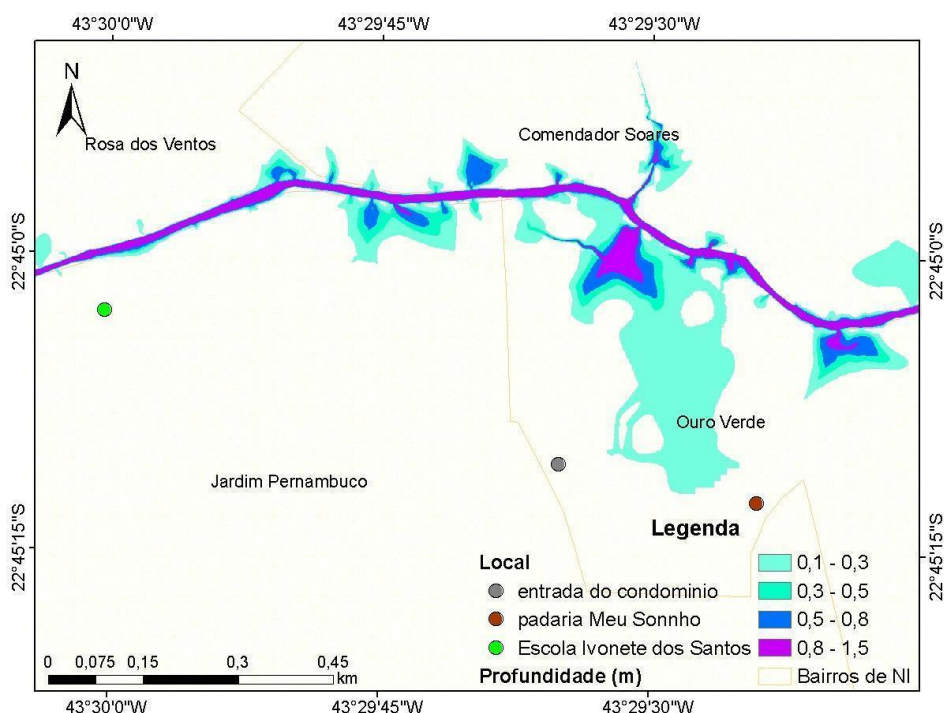 43°30'0"W 43°29'45"W 43°29'30"W
N
Rosa dos Ventos
Comendador Soares
22°45'0"S
22°45'0"S
Ouro Verde
Jardim Pernambuco
22°45'15"S
22°45'15"S
Legenda
Local
entrada do condominio
padaria Meu Sonnho
Escola Ivonete dos Santos
Profundidade (m)
0,1 - 0,3
0,3 - 0,5
0,5 - 0,8
0,8 - 1,5
Bairros de NI
0 0,075 0,15 0,3 0,45
km
43°30'0"W 43°29'45"W 43°29'30"W